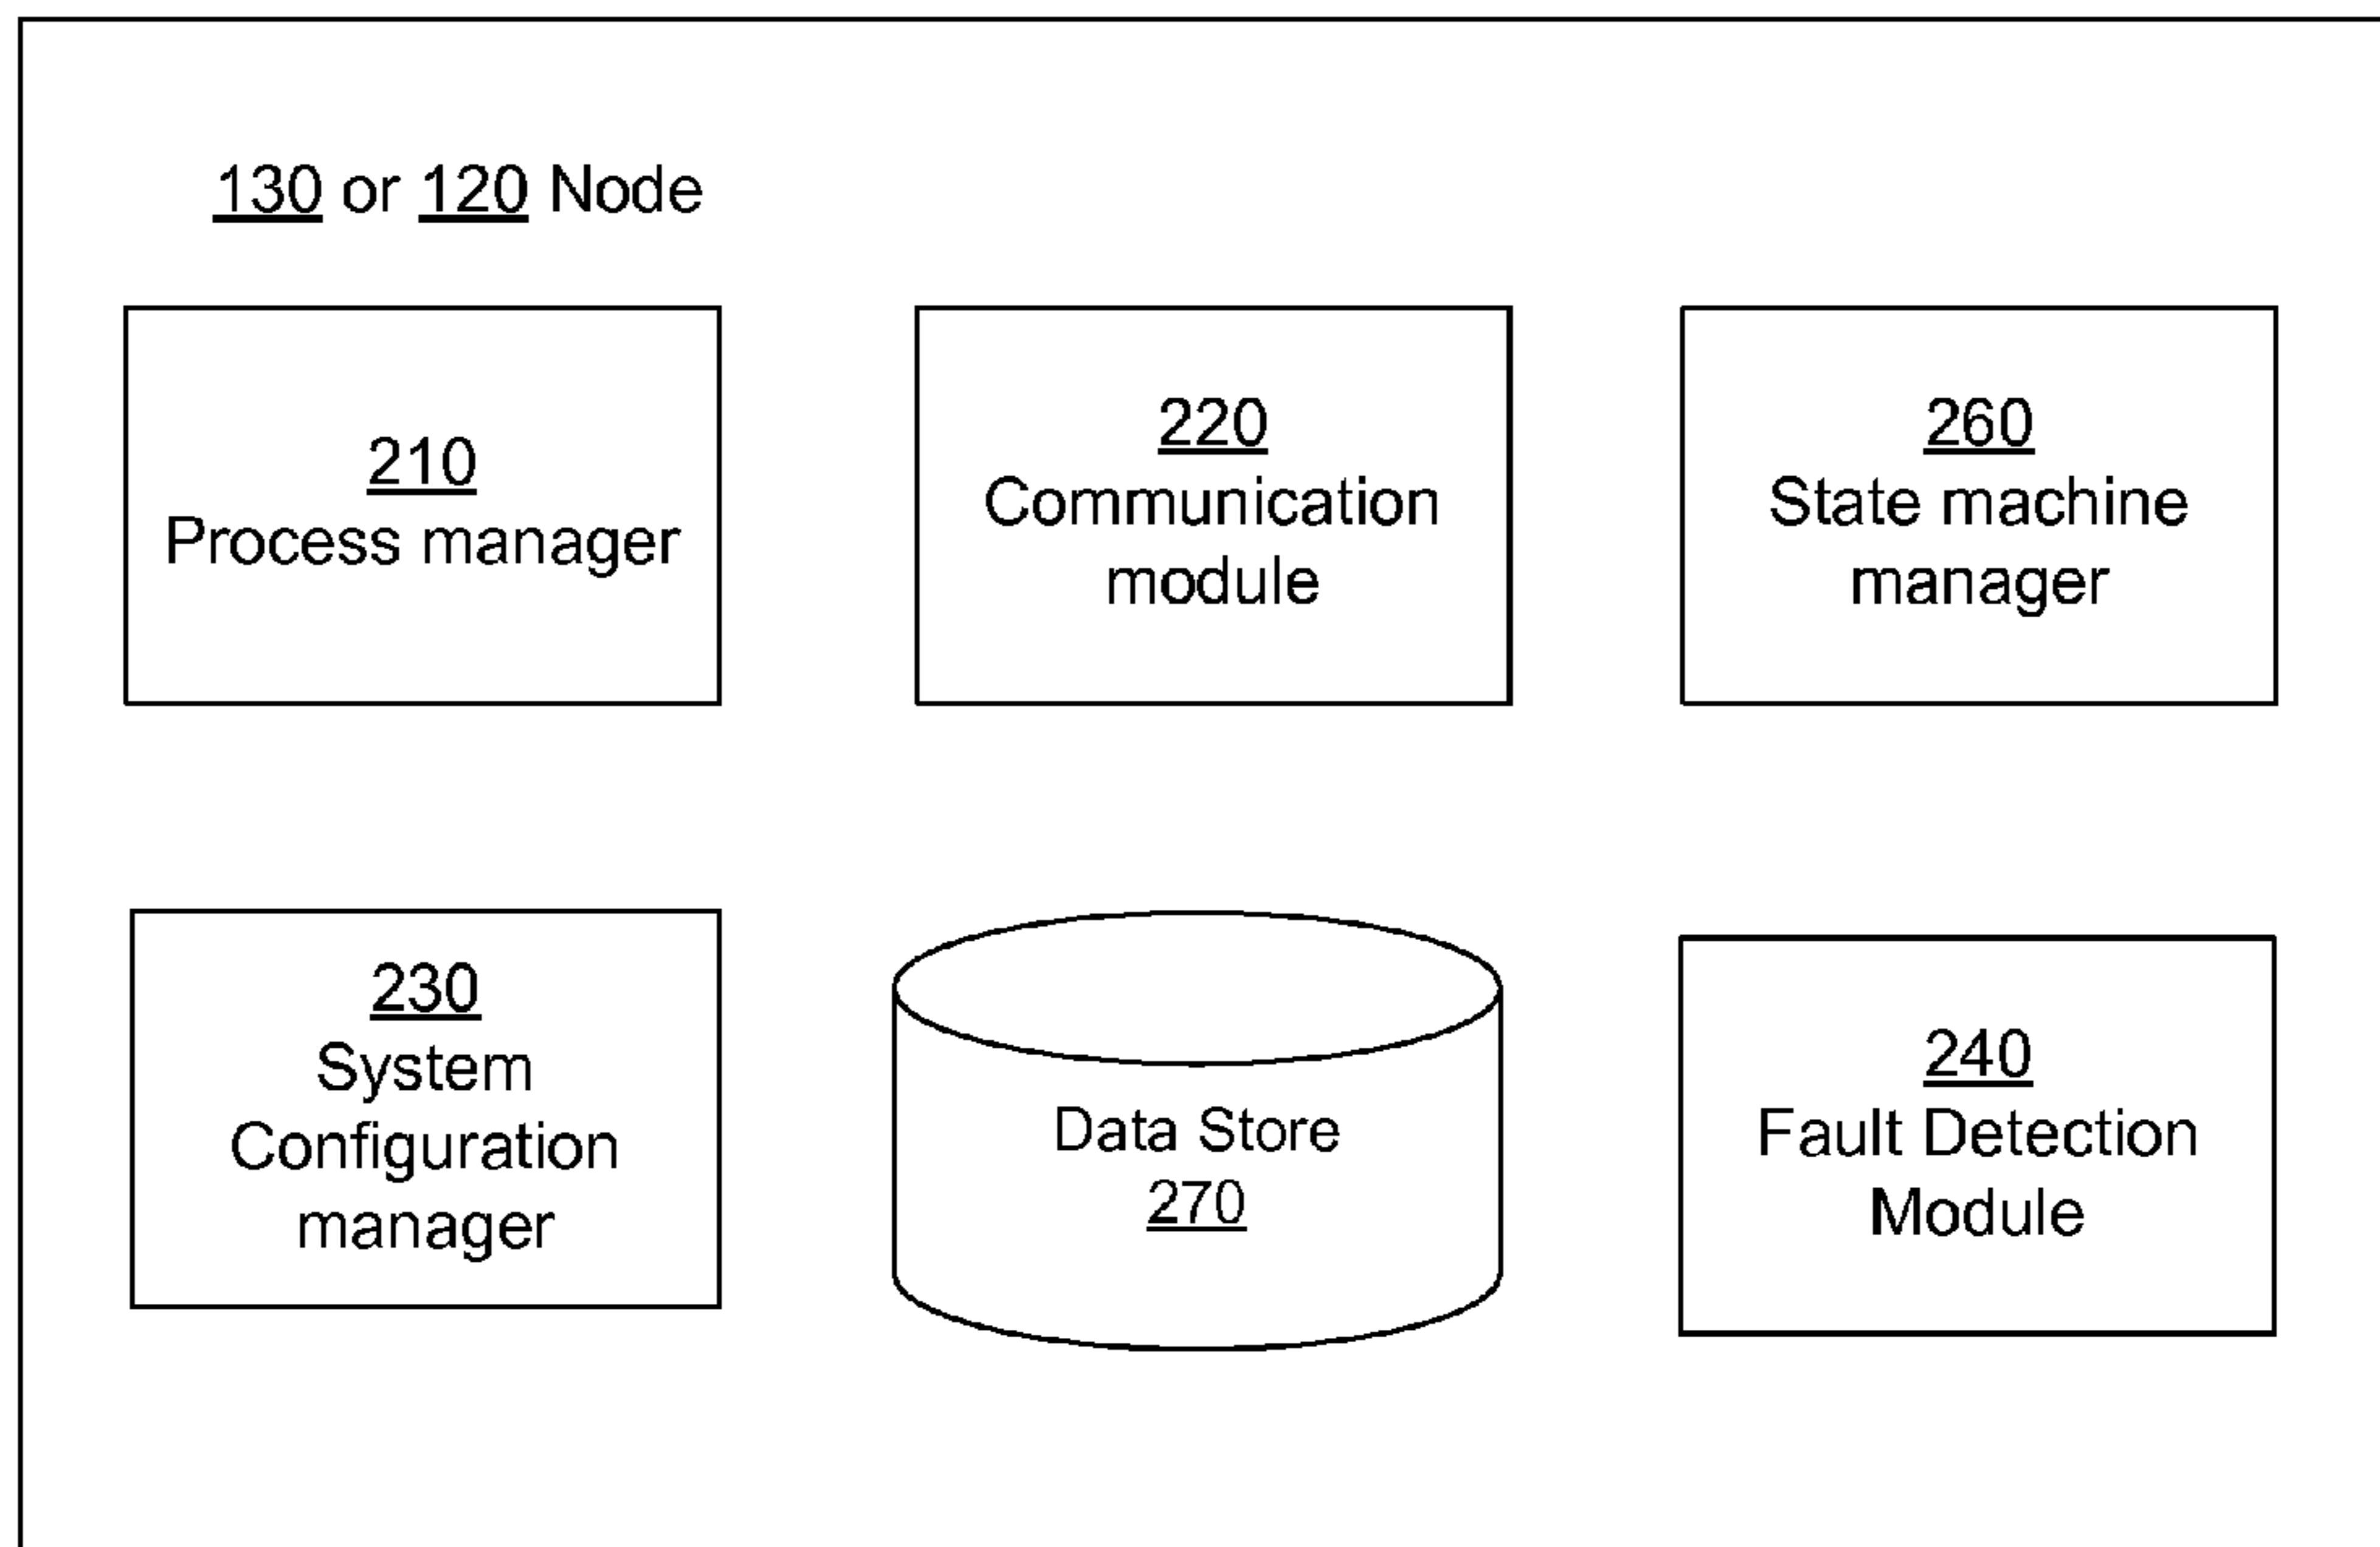 130 or 120 Node
210
Process manager
220
Communication
module
260
State machine
manager
230
System
Configuration
manager
Data Store
270
240
Fault Detection
Module